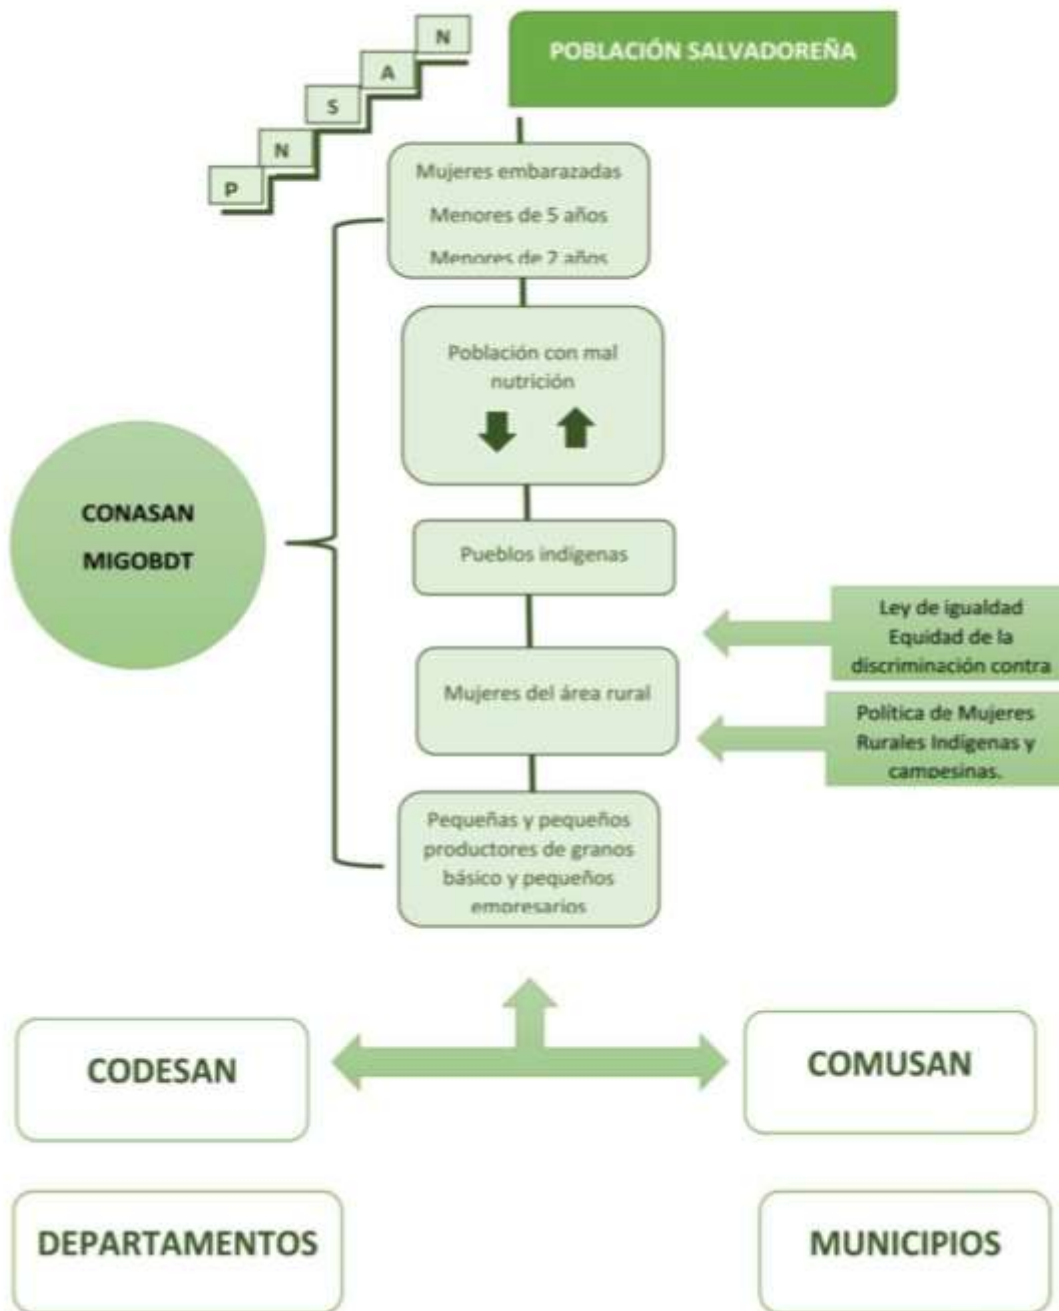 N
A
S
N
P
POBLACIÓN SALVADOREÑA
Mujeres embarazadas
Menores de 5 años
Menores de 2 años
Población con mal
nutrición
CONASAN
MIGOBDT
Pueblos indígenas
Ley de igualdad
Equidad de la
discriminación contra
Mujeres del área rural
Política de Mujeres
Rurales Indígenas y
campesinas.
Pequeñas y pequeños
productores de granos
básico y pequeños
empresarios
CODESAN
COMUSAN
DEPARTAMENTOS
MUNICIPIOS